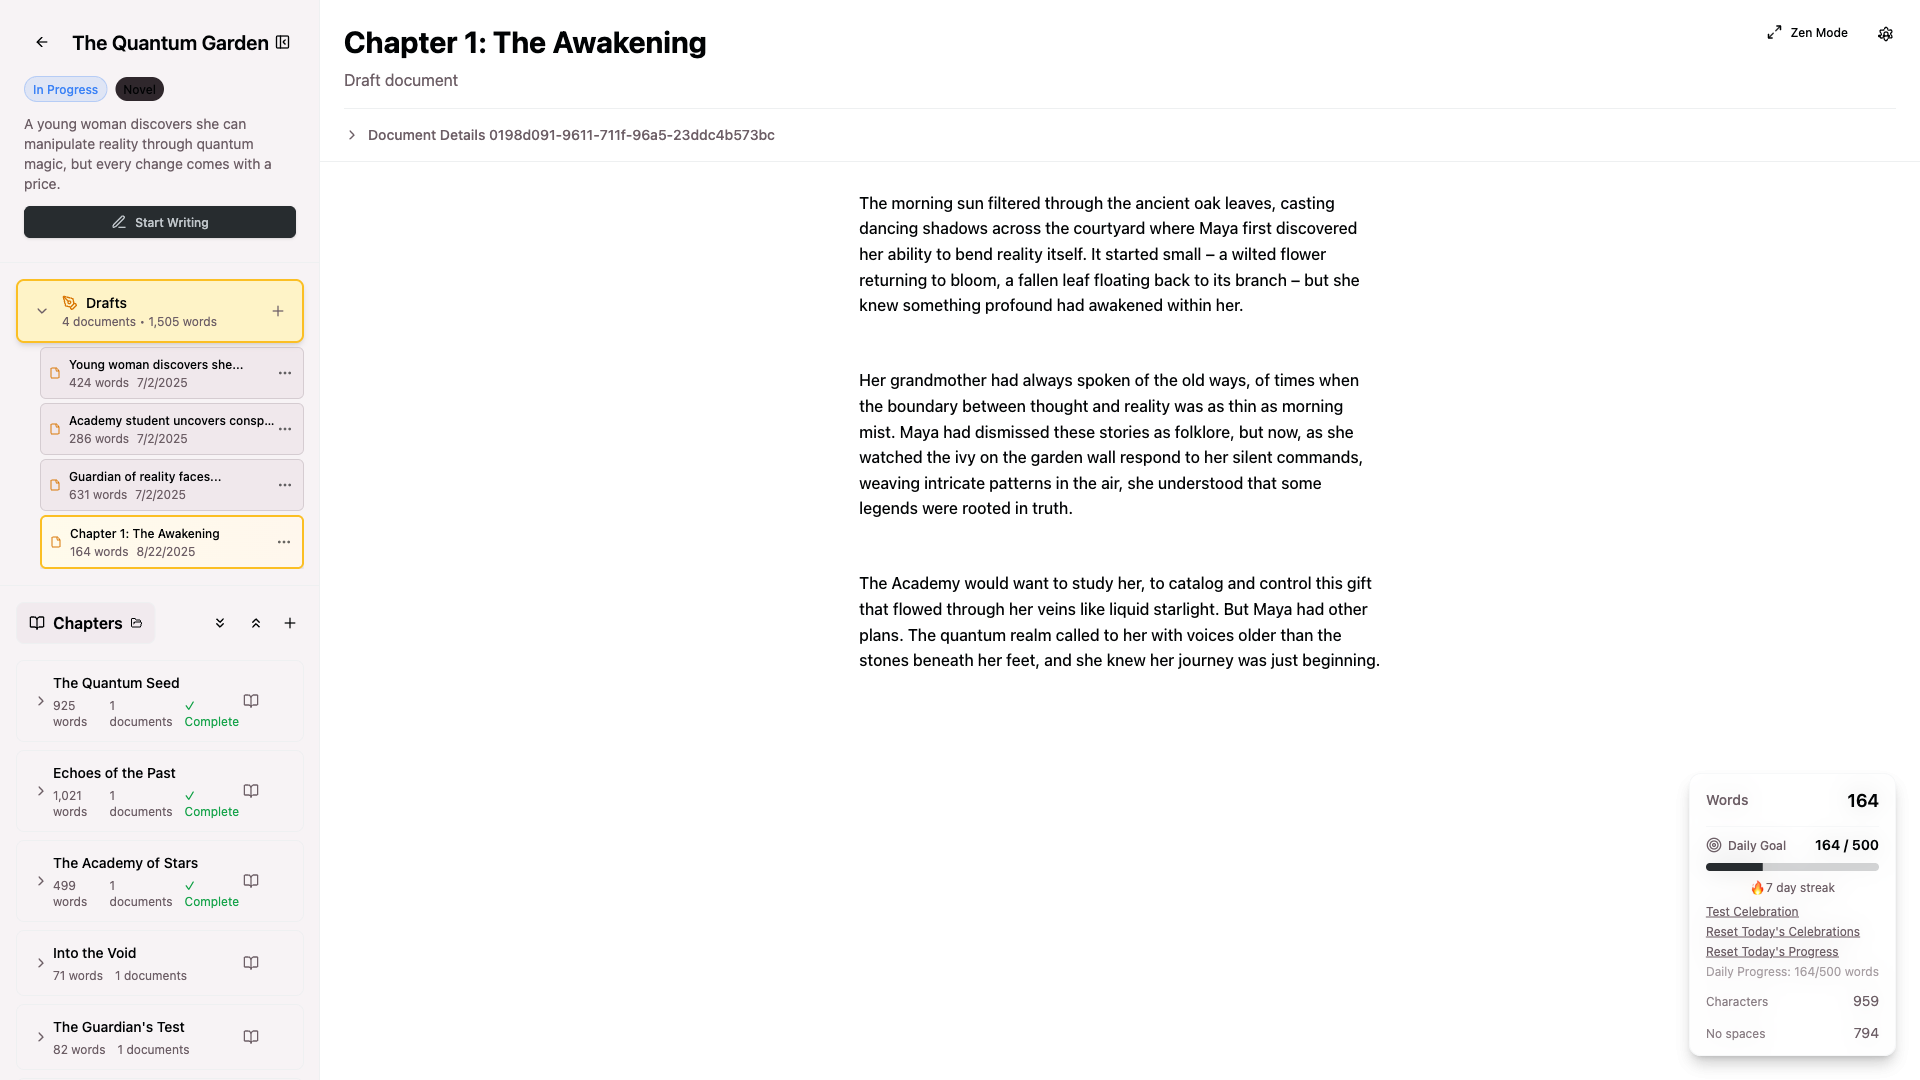 The Quantum Garden
In Progress
Novel
A young woman discovers she can
manipulate reality through quantum
magic, but every change comes with a
price.
Start Writing
Drafts
4 documents • 1,505 words
Young woman discovers she...
424 words 7/2/2025
Academy student uncovers consp...
286 words 7/2/2025
Guardian of reality faces...
631 words 7/2/2025
Chapter 1: The Awakening
164 words 8/22/2025
Chapters
The Quantum Seed
925 words
1 documents
✓ Complete
Echoes of the Past
1,021 words
1 documents
✓ Complete
The Academy of Stars
499 words
1 documents
✓ Complete
Into the Void
71 words 1 documents
The Guardian's Test
82 words 1 documents
Chapter 1: The Awakening
Draft document
Zen Mode
Document Details 0198d091-9611-711f-96a5-23ddc4b573bc
The morning sun filtered through the ancient oak leaves, casting
dancing shadows across the courtyard where Maya first discovered
her ability to bend reality itself. It started small – a wilted flower
returning to bloom, a fallen leaf floating back to its branch – but she
knew something profound had awakened within her.
Her grandmother had always spoken of the old ways, of times when
the boundary between thought and reality was as thin as morning
mist. Maya had dismissed these stories as folklore, but now, as she
watched the ivy on the garden wall respond to her silent commands,
weaving intricate patterns in the air, she understood that some
legends were rooted in truth.
The Academy would want to study her, to catalog and control this gift
that flowed through her veins like liquid starlight. But Maya had other
plans. The quantum realm called to her with voices older than the
stones beneath her feet, and she knew her journey was just beginning.
Words 164
Daily Goal 164 / 500
🔥7 day streak
Test Celebration
Reset Today's Celebrations
Reset Today's Progress
Daily Progress: 164/500 words
Characters 959
No spaces 794